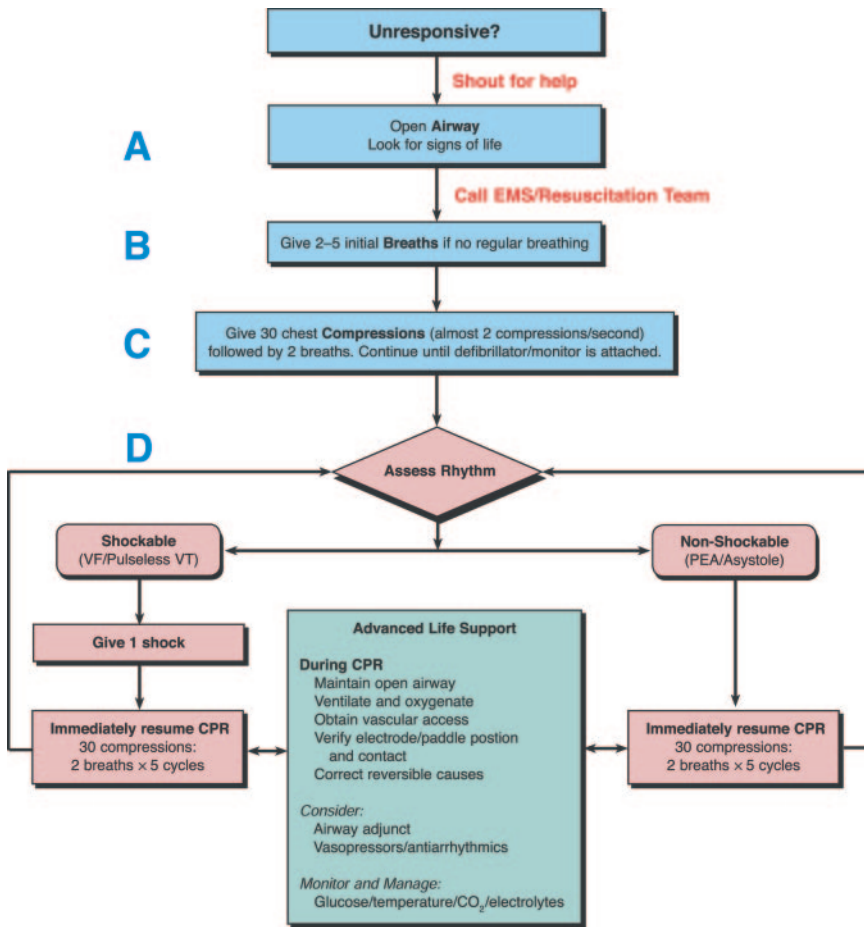 Unresponsive?
Shout for help
A
Open Airway
Look for signs of life
Call EMS/Resuscitation Team
B
Give 2–5 initial Breaths if no regular breathing
C
Give 30 chest Compressions (almost 2 compressions/second)
followed by 2 breaths. Continue until defibrillator/monitor is attached.
D
Assess Rhythm
Shockable
(VF/Pulseless VT)
Non-Shockable
(PEA/Asystole)
Give 1 shock
Immediately resume CPR
30 compressions:
2 breaths × 5 cycles
Advanced Life Support
During CPR
Maintain open airway
Ventilate and oxygenate
Obtain vascular access
Verify electrode/paddle postion
and contact
Correct reversible causes
Consider:
Airway adjunct
Vasopressors/antiarrhythmics
Monitor and Manage:
Glucose/temperature/CO₂/electrolytes
Immediately resume CPR
30 compressions:
2 breaths × 5 cycles